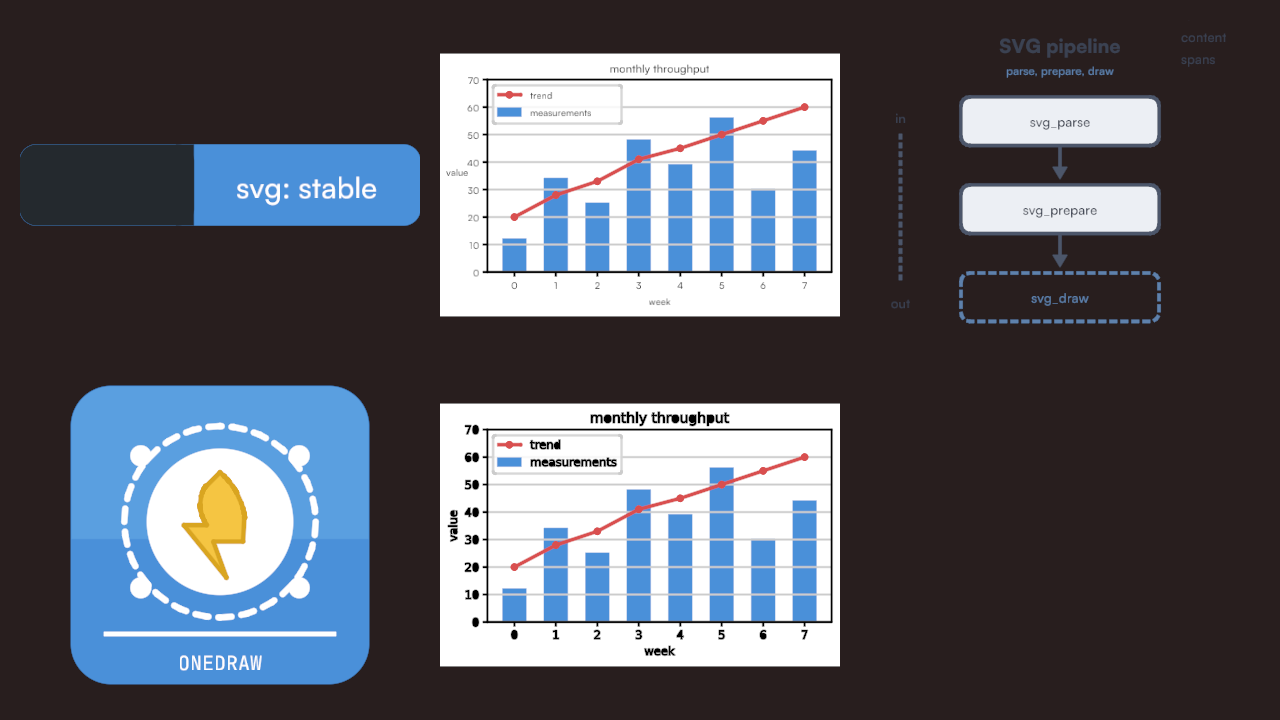 svg: stable
monthly throughput
70
60
50
40
30
20
10
0
value
trend
measurements
0 1 2 3 4 5 6 7
week
SVG pipeline
parse, prepare, draw
content
spans
in
out
svg_parse
svg_prepare
svg_draw
ONEDRAW
monthly throughput
70
60
50
40
30
20
10
0
value
trend
measurements
0 1 2 3 4 5 6 7
week